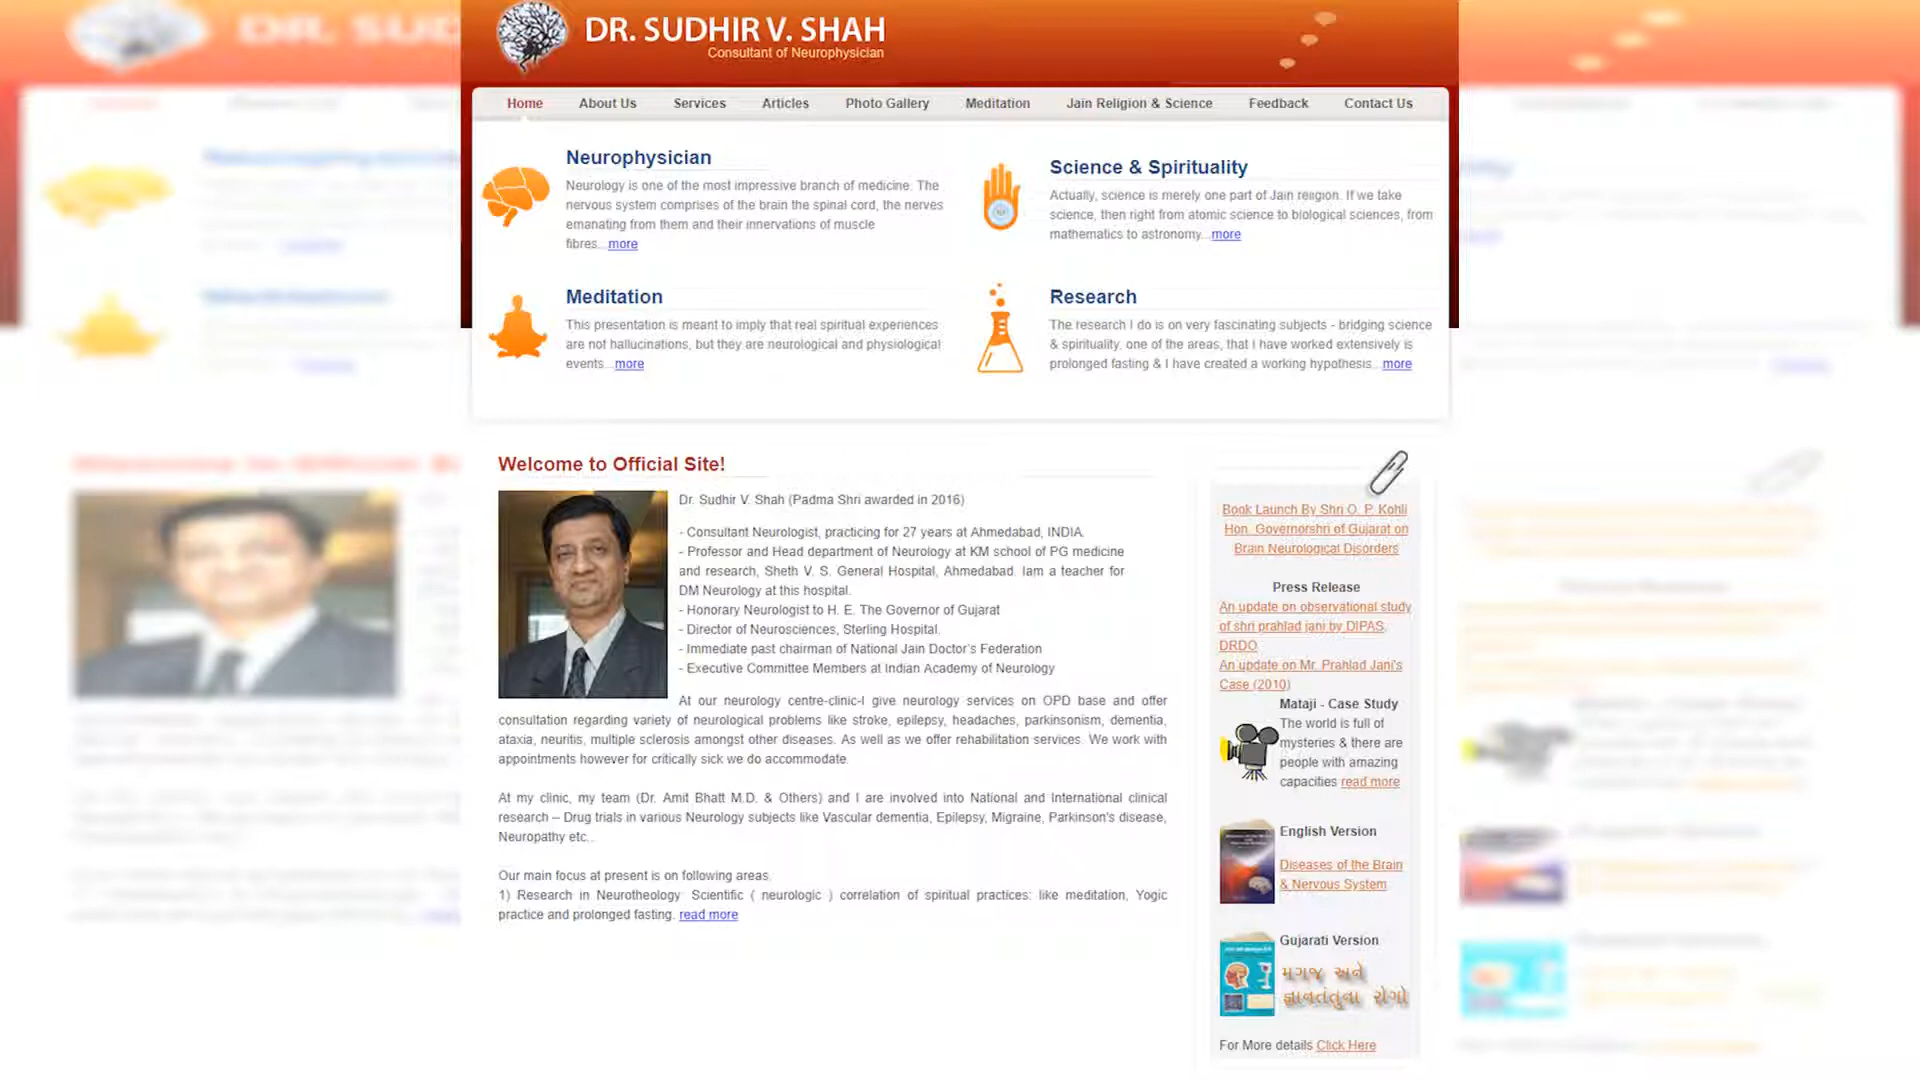 DR. SUDHIR V. SHAH
Consultant of Neurophysician
Home About Us Services Articles Photo Gallery Meditation Jain Religion & Science Feedback Contact Us
Neurophysician
Neurology is one of the most impressive branch of medicine. The
nervous system comprises of the brain the spinal cord, the nerves
emanating from them and their innervations of muscle
fibres...more
Science & Spirituality
Actually, science is merely one part of Jain religion. If we take
science, then right from atomic science to biological sciences, from
mathematics to astronomy...more
Meditation
This presentation is meant to imply that real spiritual experiences
are not hallucinations, but they are neurological and physiological
events...more
Research
The research I do is on very fascinating subjects - bridging science
& spirituality. one of the areas, that I have worked extensively is
prolonged fasting & I have created a working hypothesis...more
Welcome to Official Site!
Dr. Sudhir V. Shah (Padma Shri awarded in 2016)
- Consultant Neurologist, practicing for 27 years at Ahmedabad, INDIA.
- Professor and Head department of Neurology at KM school of PG medicine
and research, Sheth V. S. General Hospital, Ahmedabad. Iam a teacher for
DM Neurology at this hospital.
- Honorary Neurologist to H. E. The Governor of Gujarat
- Director of Neurosciences, Sterling Hospital.
- Immediate past chairman of National Jain Doctor's Federation
- Executive Committee Members at Indian Academy of Neurology
At our neurology centre-clinic-I give neurology services on OPD base and offer
consultation regarding variety of neurological problems like stroke, epilepsy, headaches, parkinsonism, dementia,
ataxia, neuritis, multiple sclerosis amongst other diseases. As well as we offer rehabilitation services. We work with
appointments however for critically sick we do accommodate.
At my clinic, my team (Dr. Amit Bhatt M.D. & Others) and I are involved into National and International clinical
research – Drug trials in various Neurology subjects like Vascular dementia, Epilepsy, Migraine, Parkinson's disease,
Neuropathy etc..
Our main focus at present is on following areas.
1) Research in Neurotheology: Scientific ( neurologic ) correlation of spiritual practices: like meditation, Yogic
practice and prolonged fasting. read more
Book Launch By Shri O. P. Kohli
Hon. Governorshri of Gujarat on
Brain Neurological Disorders
Press Release
An update on observational study
of shri prahlad jani by DIPAS,
DRDO
An update on Mr. Prahlad Jani's
Case (2010)
Mataji - Case Study
The world is full of
mysteries & there are
people with amazing
capacities read more
English Version
Diseases of the Brain
& Nervous System
Gujarati Version
મગજ અને
જ્ઞાનતંતુના રોગો
For More details Click Here